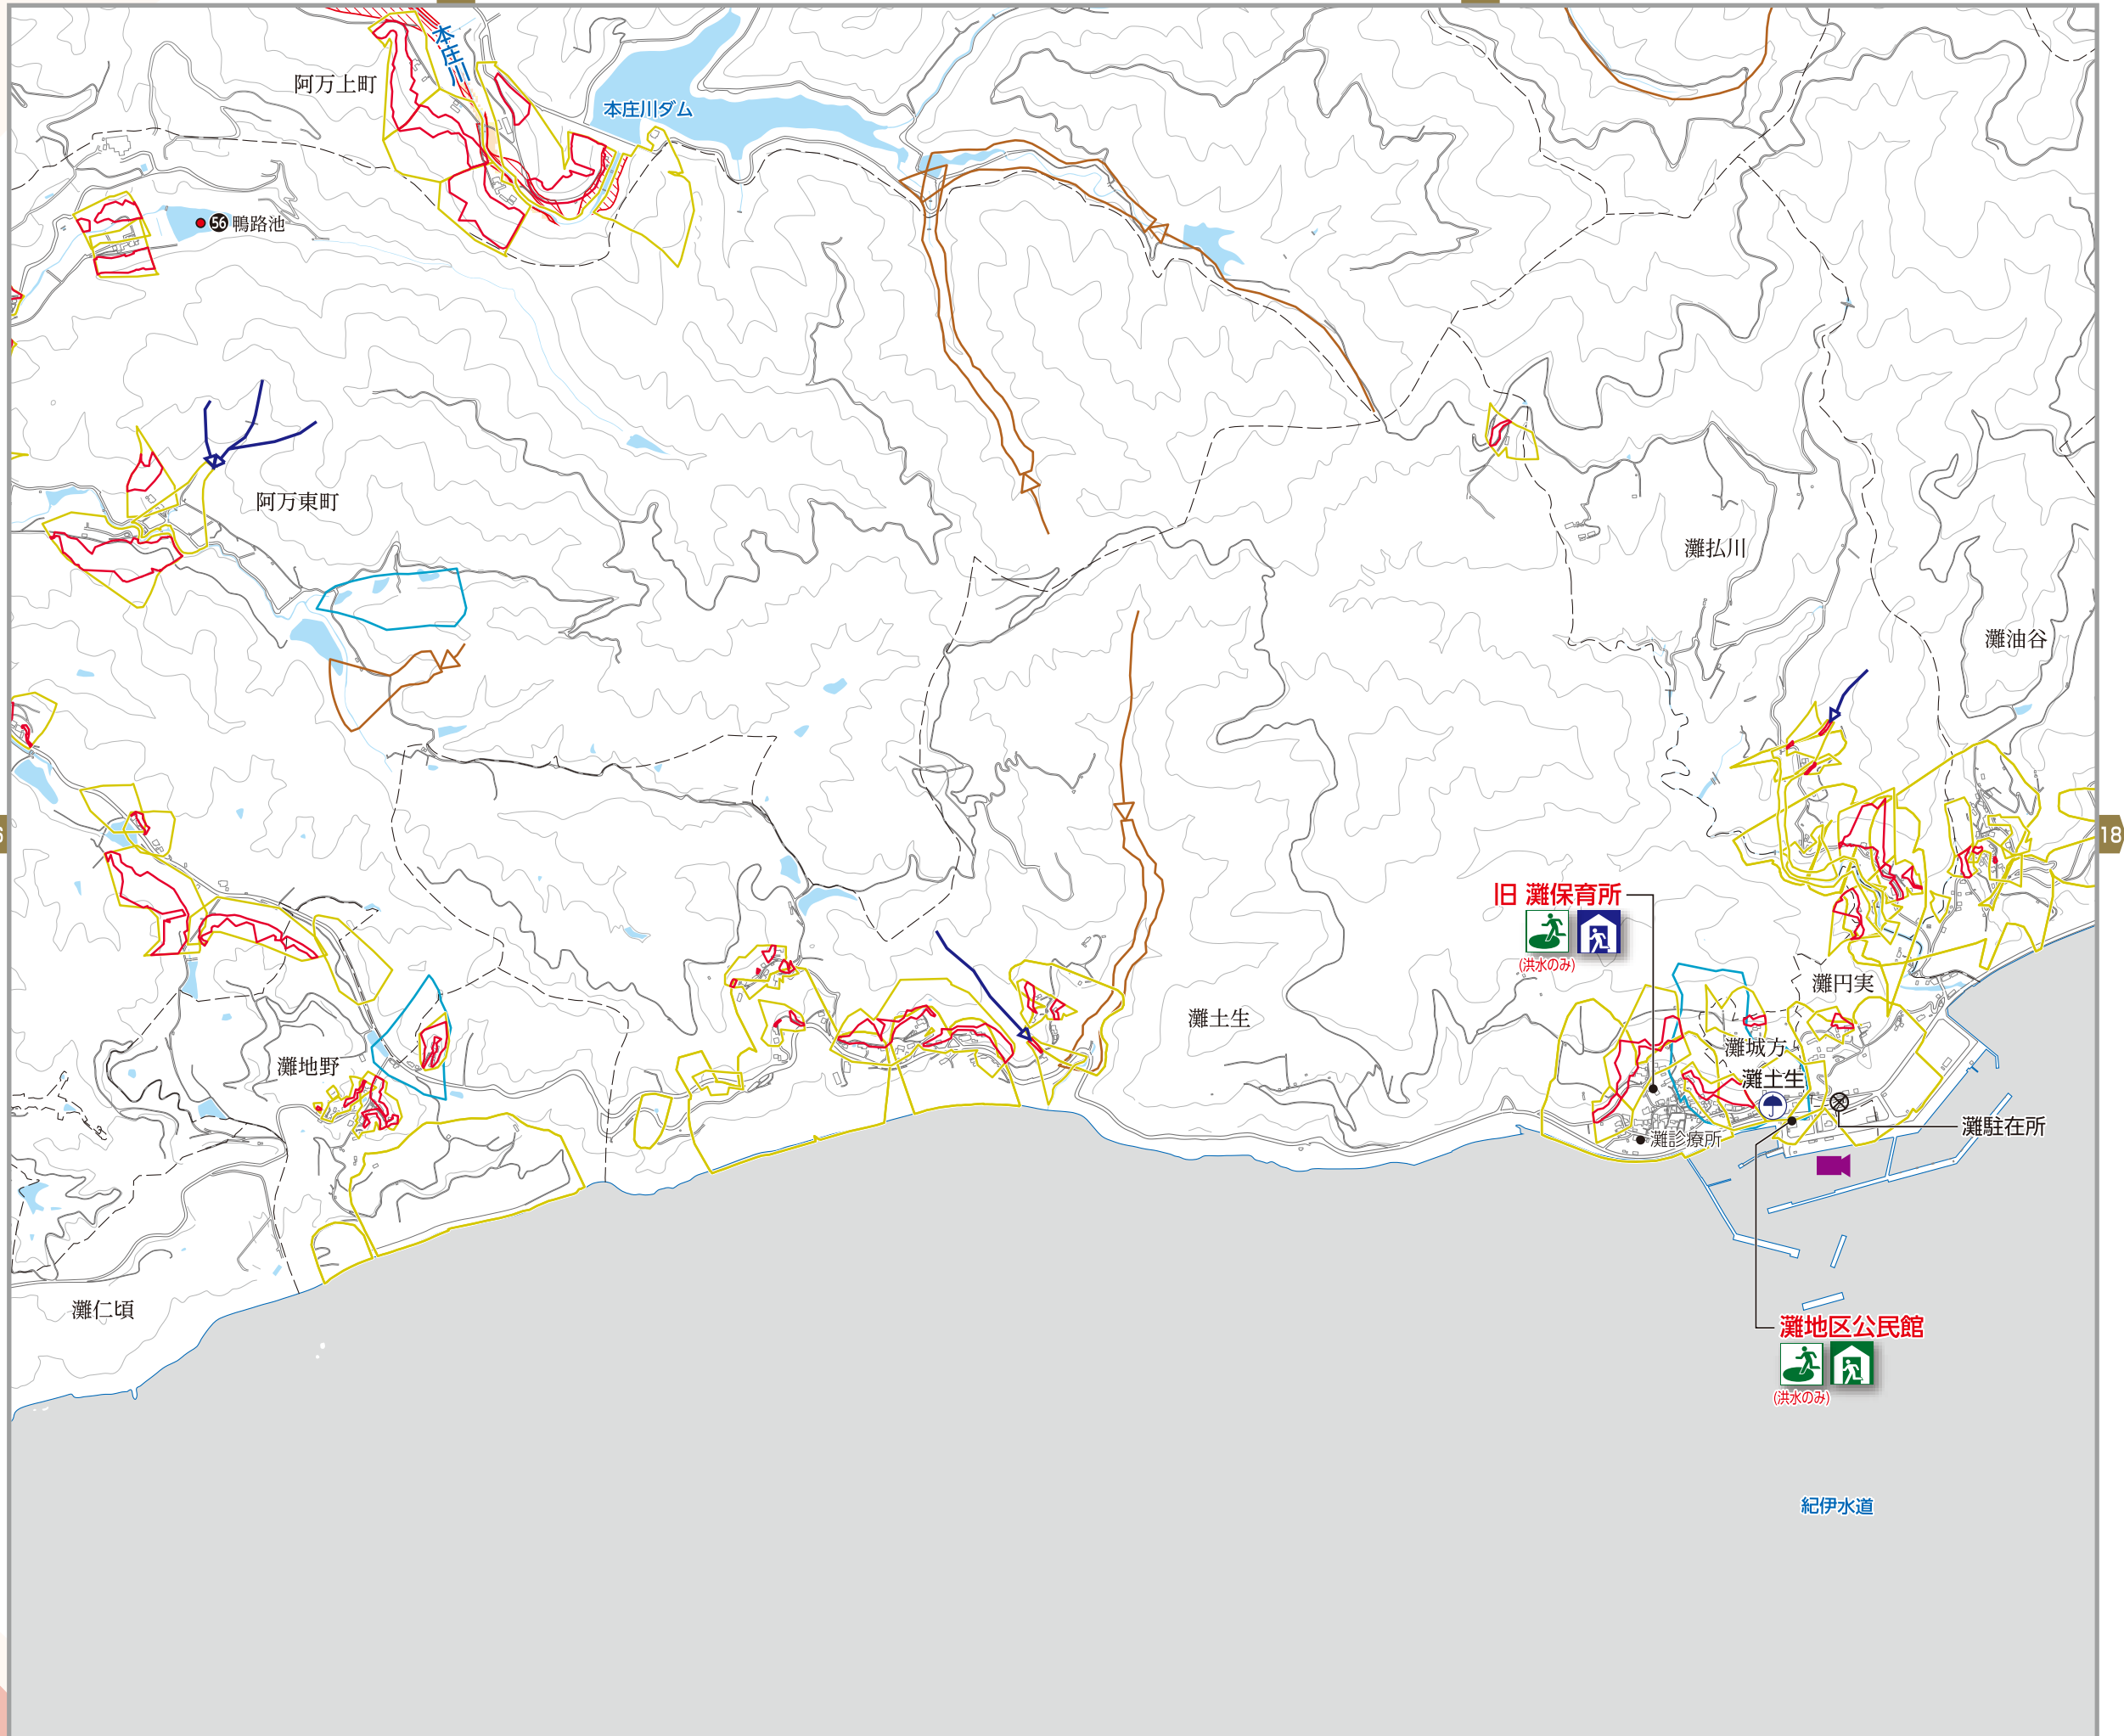 本庄川
阿万上町
本庄川ダム
56 鴨路池
阿万東町
灘払川
灘油谷
18
旧 灘保育所
(洪水のみ)
灘円実
灘土生
灘城方
灘地野
灘土生
灘駐在所
灘診療所
灘仁頃
灘地区公民館
(洪水のみ)
紀伊水道